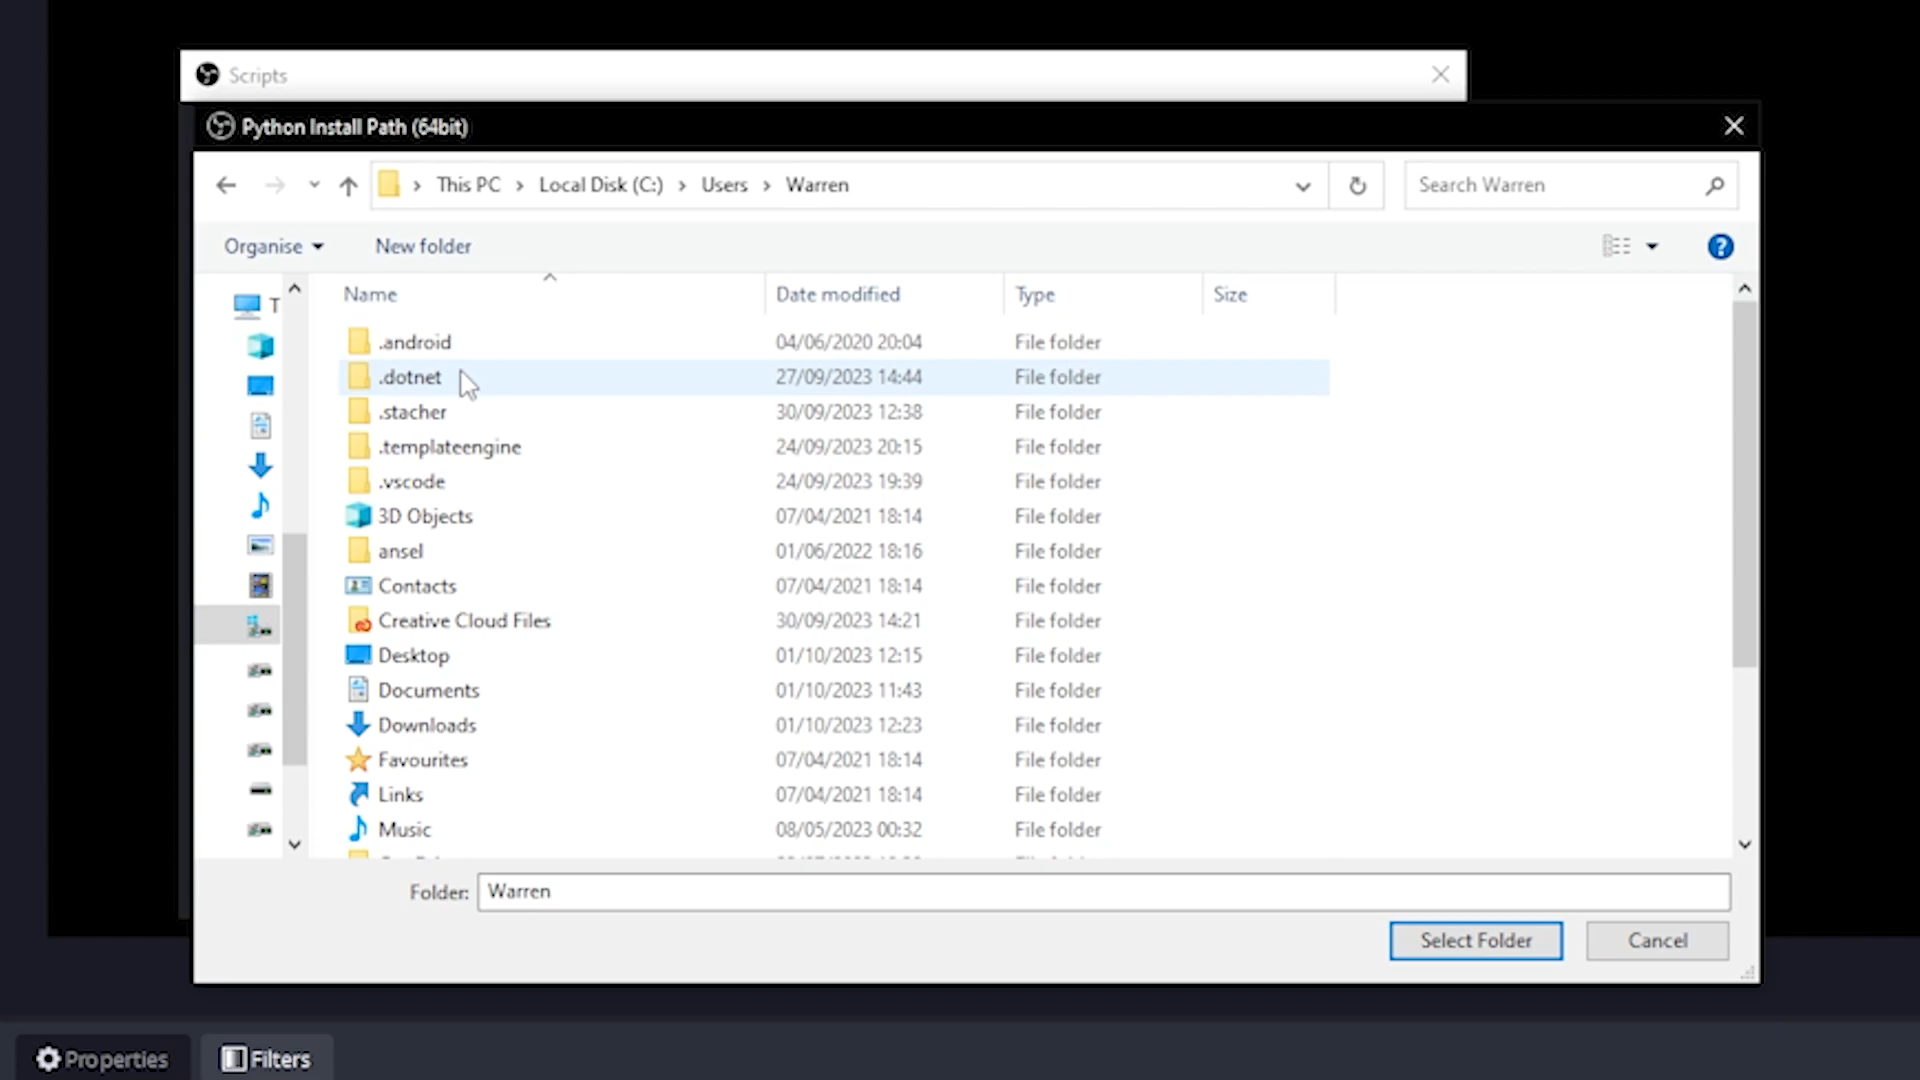 Scripts
Python Install Path (64bit)
This PC > Local Disk (C:) > Users > Warren
Search Warren
Organise
New folder
Name Date modified Type Size
T
.android 04/06/2020 20:04 File folder
.dotnet 27/09/2023 14:44 File folder
.stacher 30/09/2023 12:38 File folder
.templateengine 24/09/2023 20:15 File folder
.vscode 24/09/2023 19:39 File folder
3D Objects 07/04/2021 18:14 File folder
ansel 01/06/2022 18:16 File folder
Contacts 07/04/2021 18:14 File folder
Creative Cloud Files 30/09/2023 14:21 File folder
Desktop 01/10/2023 12:15 File folder
Documents 01/10/2023 11:43 File folder
Downloads 01/10/2023 12:23 File folder
Favourites 07/04/2021 18:14 File folder
Links 07/04/2021 18:14 File folder
Music 08/05/2023 00:32 File folder
Folder: Warren
Select Folder Cancel
Properties Filters